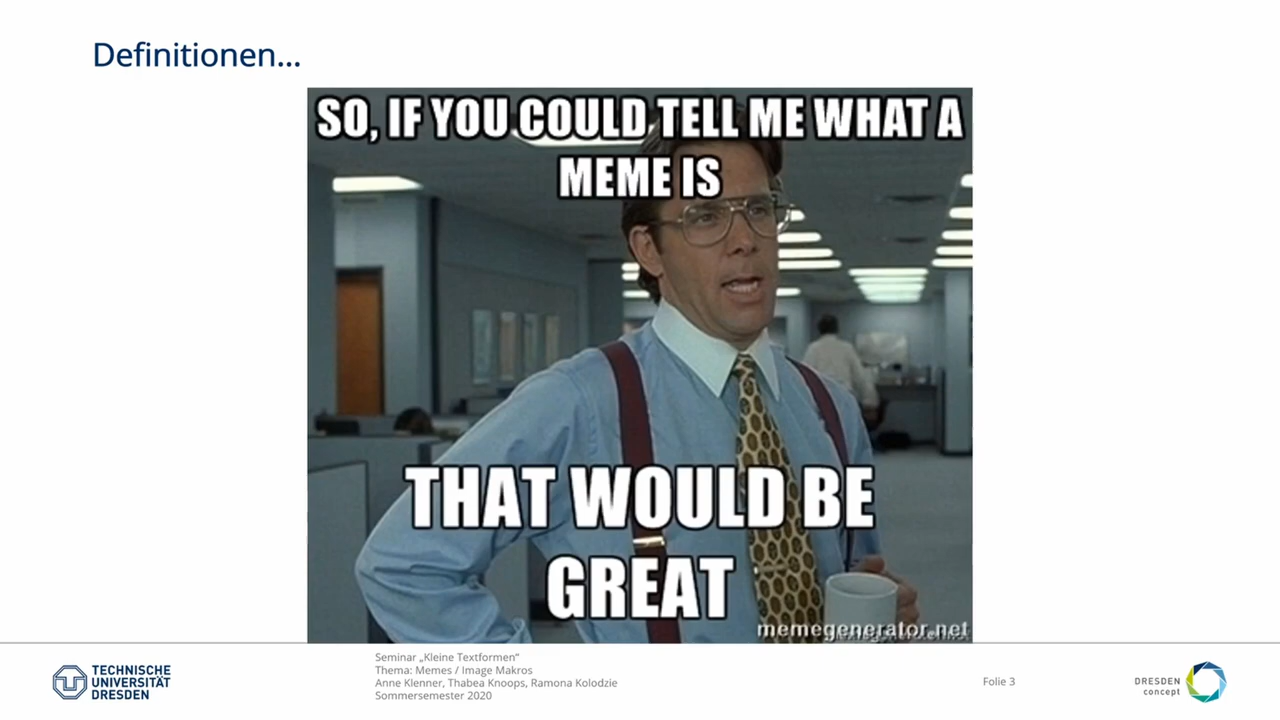 Definitionen...
SO, IF YOU COULD TELL ME WHAT A
MEME IS
THAT WOULD BE
GREAT
memegenerator.net
TECHNISCHE
UNIVERSITÄT
DRESDEN
Seminar „Kleine Textformen“
Thema: Memes / Image Makros
Anne Klenner, Thabea Knoops, Ramona Kolodzie
Sommersemester 2020
Folie 3
DRESDEN
concept